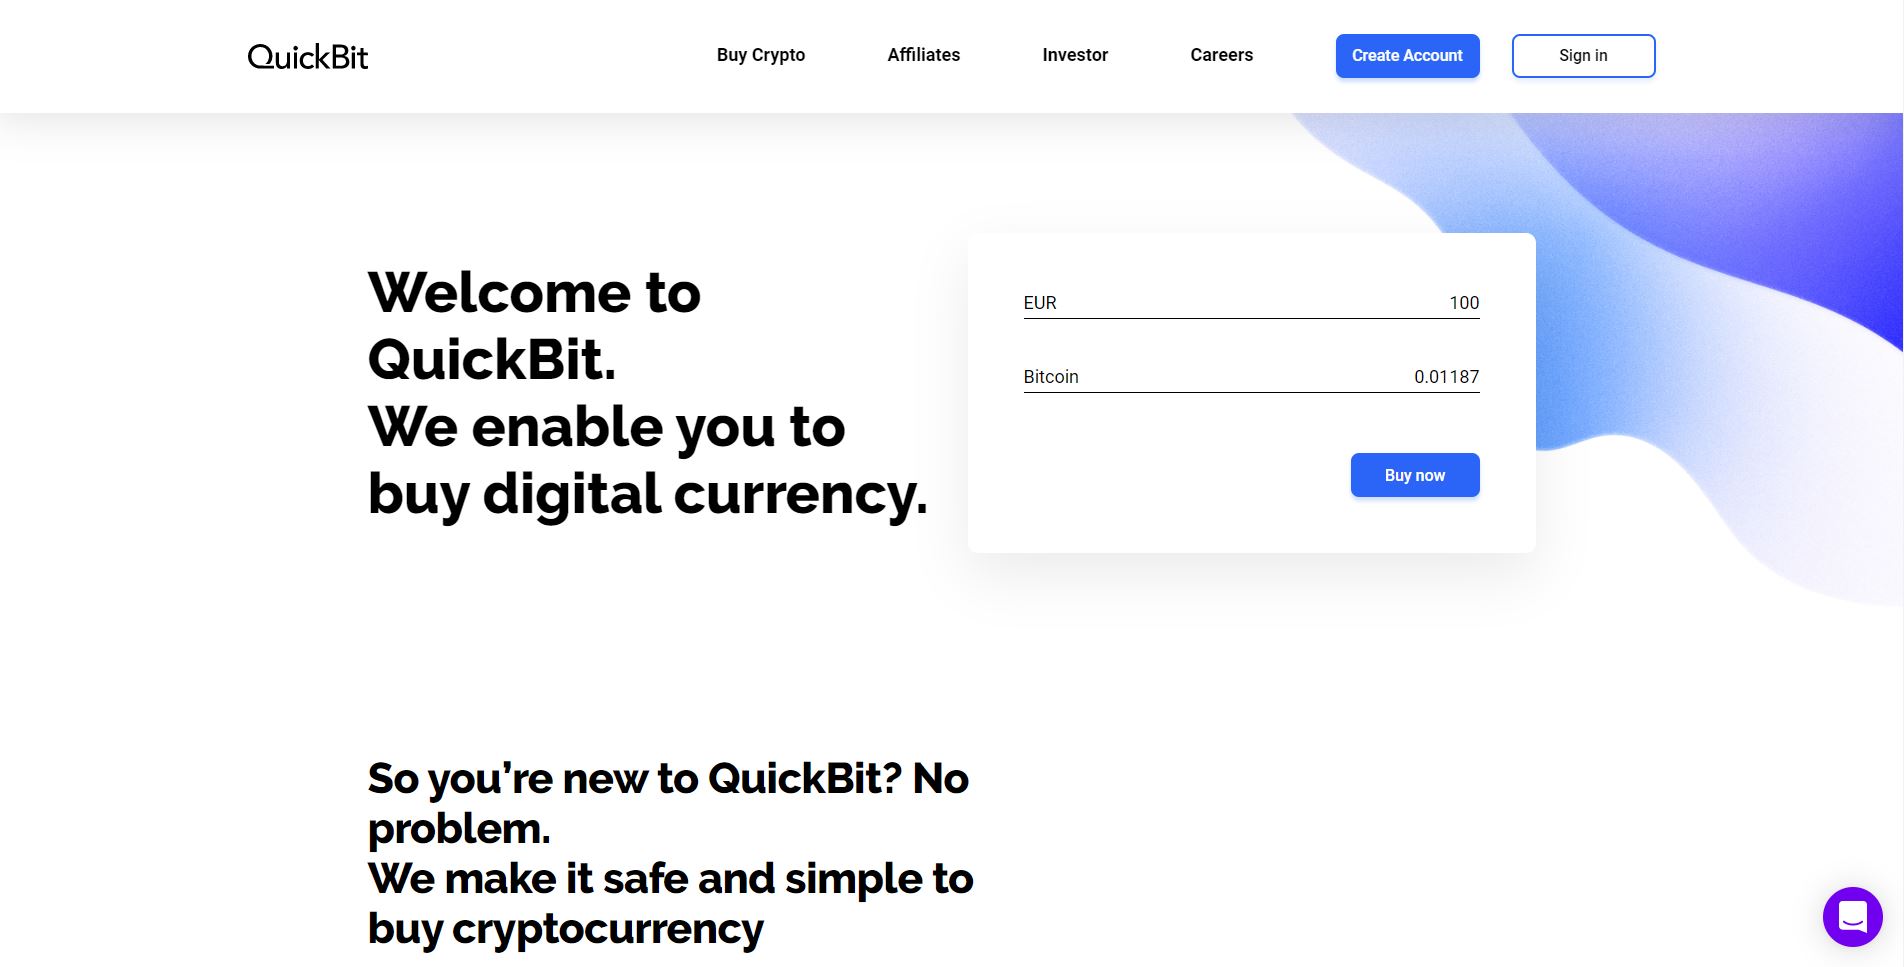 QuickBit
Buy Crypto
Affiliates
Investor
Careers
Create Account
Sign in
Welcome to
QuickBit.
We enable you to
buy digital currency.
EUR 100
Bitcoin 0.01187
Buy now
So you’re new to QuickBit? No
problem.
We make it safe and simple to
buy cryptocurrency